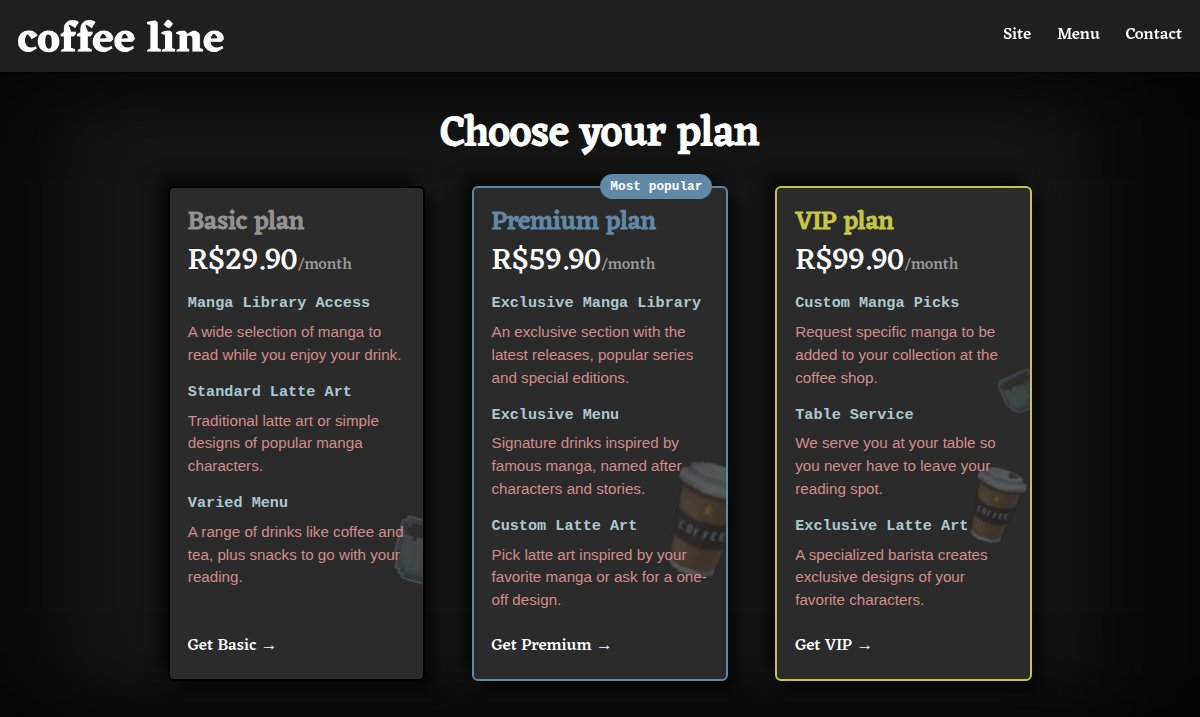 coffee line
Site Menu Contact
Choose your plan
Basic plan
R$29.90/month
Manga Library Access
A wide selection of manga to
read while you enjoy your drink.
Standard Latte Art
Traditional latte art or simple
designs of popular manga
characters.
Varied Menu
A range of drinks like coffee and
tea, plus snacks to go with your
reading.
Get Basic →
Most popular
Premium plan
R$59.90/month
Exclusive Manga Library
An exclusive section with the
latest releases, popular series
and special editions.
Exclusive Menu
Signature drinks inspired by
famous manga, named after
characters and stories.
Custom Latte Art
Pick latte art inspired by your
favorite manga or ask for a one-
off design.
COFFEE
Get Premium →
VIP plan
R$99.90/month
Custom Manga Picks
Request specific manga to be
added to your collection at the
coffee shop.
Table Service
We serve you at your table so
you never have to leave your
reading spot.
COFFEE
Exclusive Latte Art
A specialized barista creates
exclusive designs of your
favorite characters.
Get VIP →